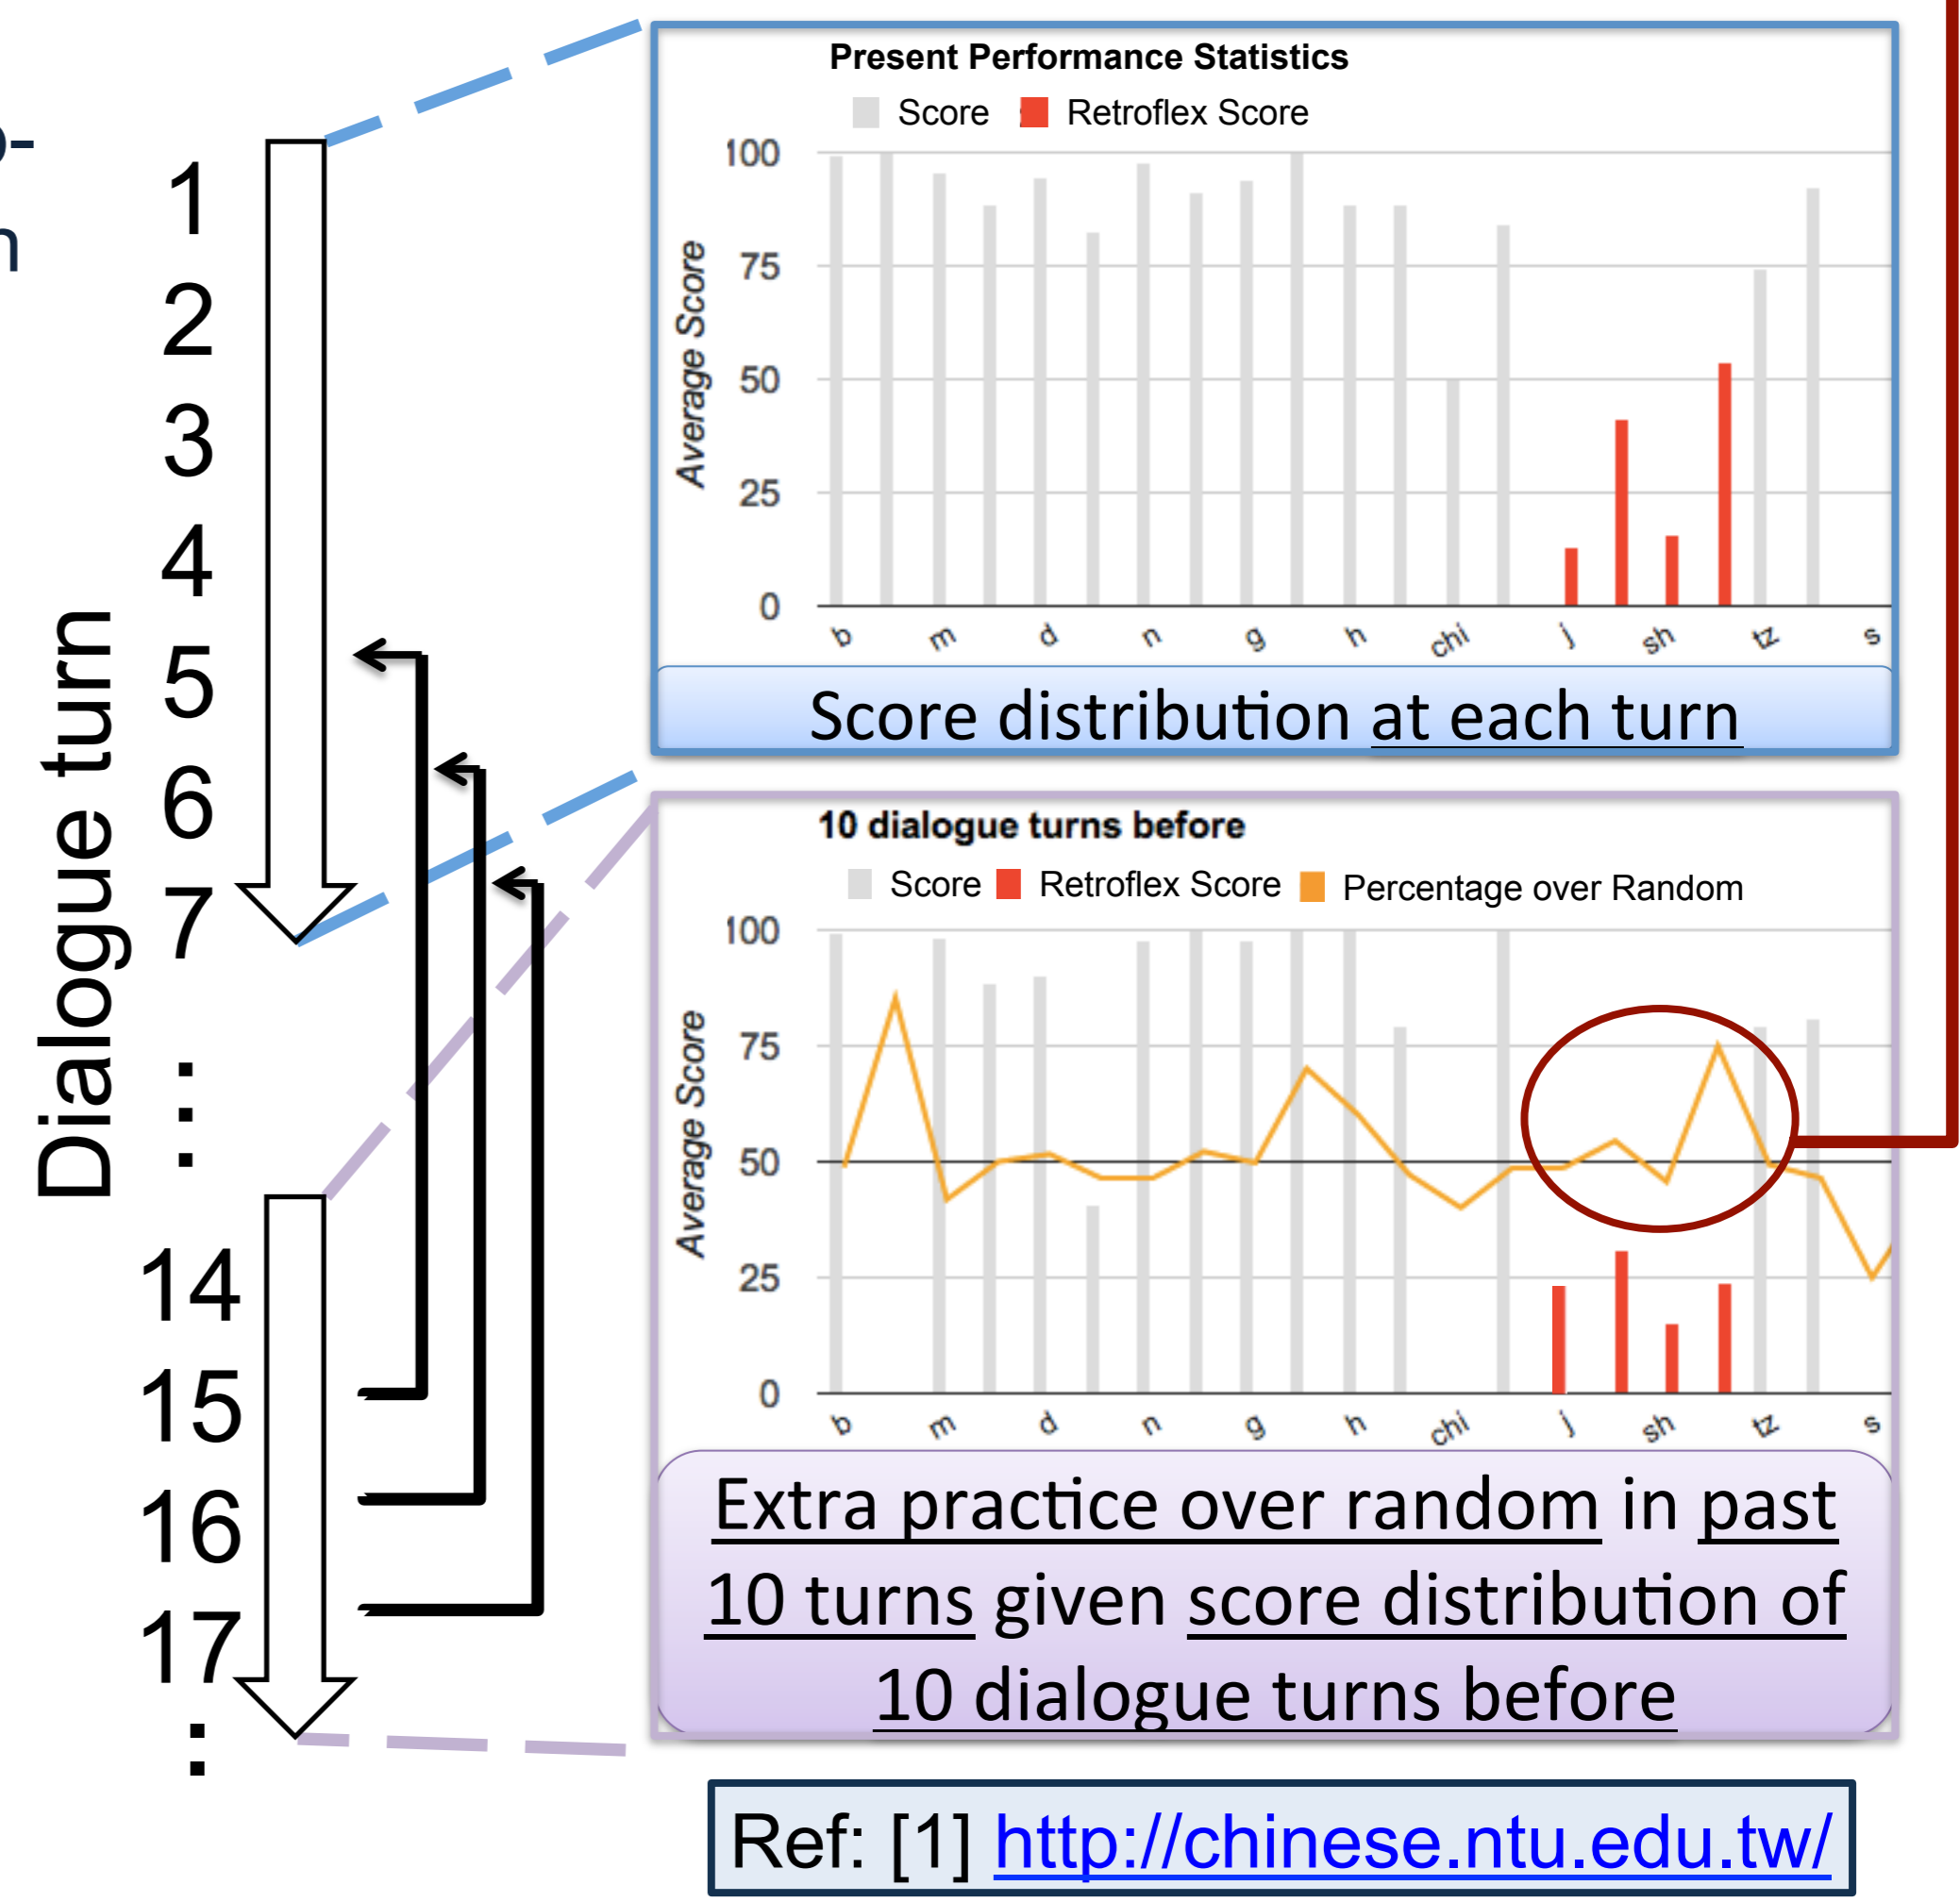 Dialogue turn
1
2
3
4
5
6
7
:
14
15
16
17
:
Present Performance Statistics
Score Retroflex Score
Average Score
100
75
50
25
0
b m d n g h chi j sh tz s
Score distribution at each turn
10 dialogue turns before
Score Retroflex Score Percentage over Random
Average Score
100
75
50
25
0
b m d n g h chi j sh tz s
Extra practice over random in past
10 turns given score distribution of
10 dialogue turns before
Ref: [1] http://chinese.ntu.edu.tw/